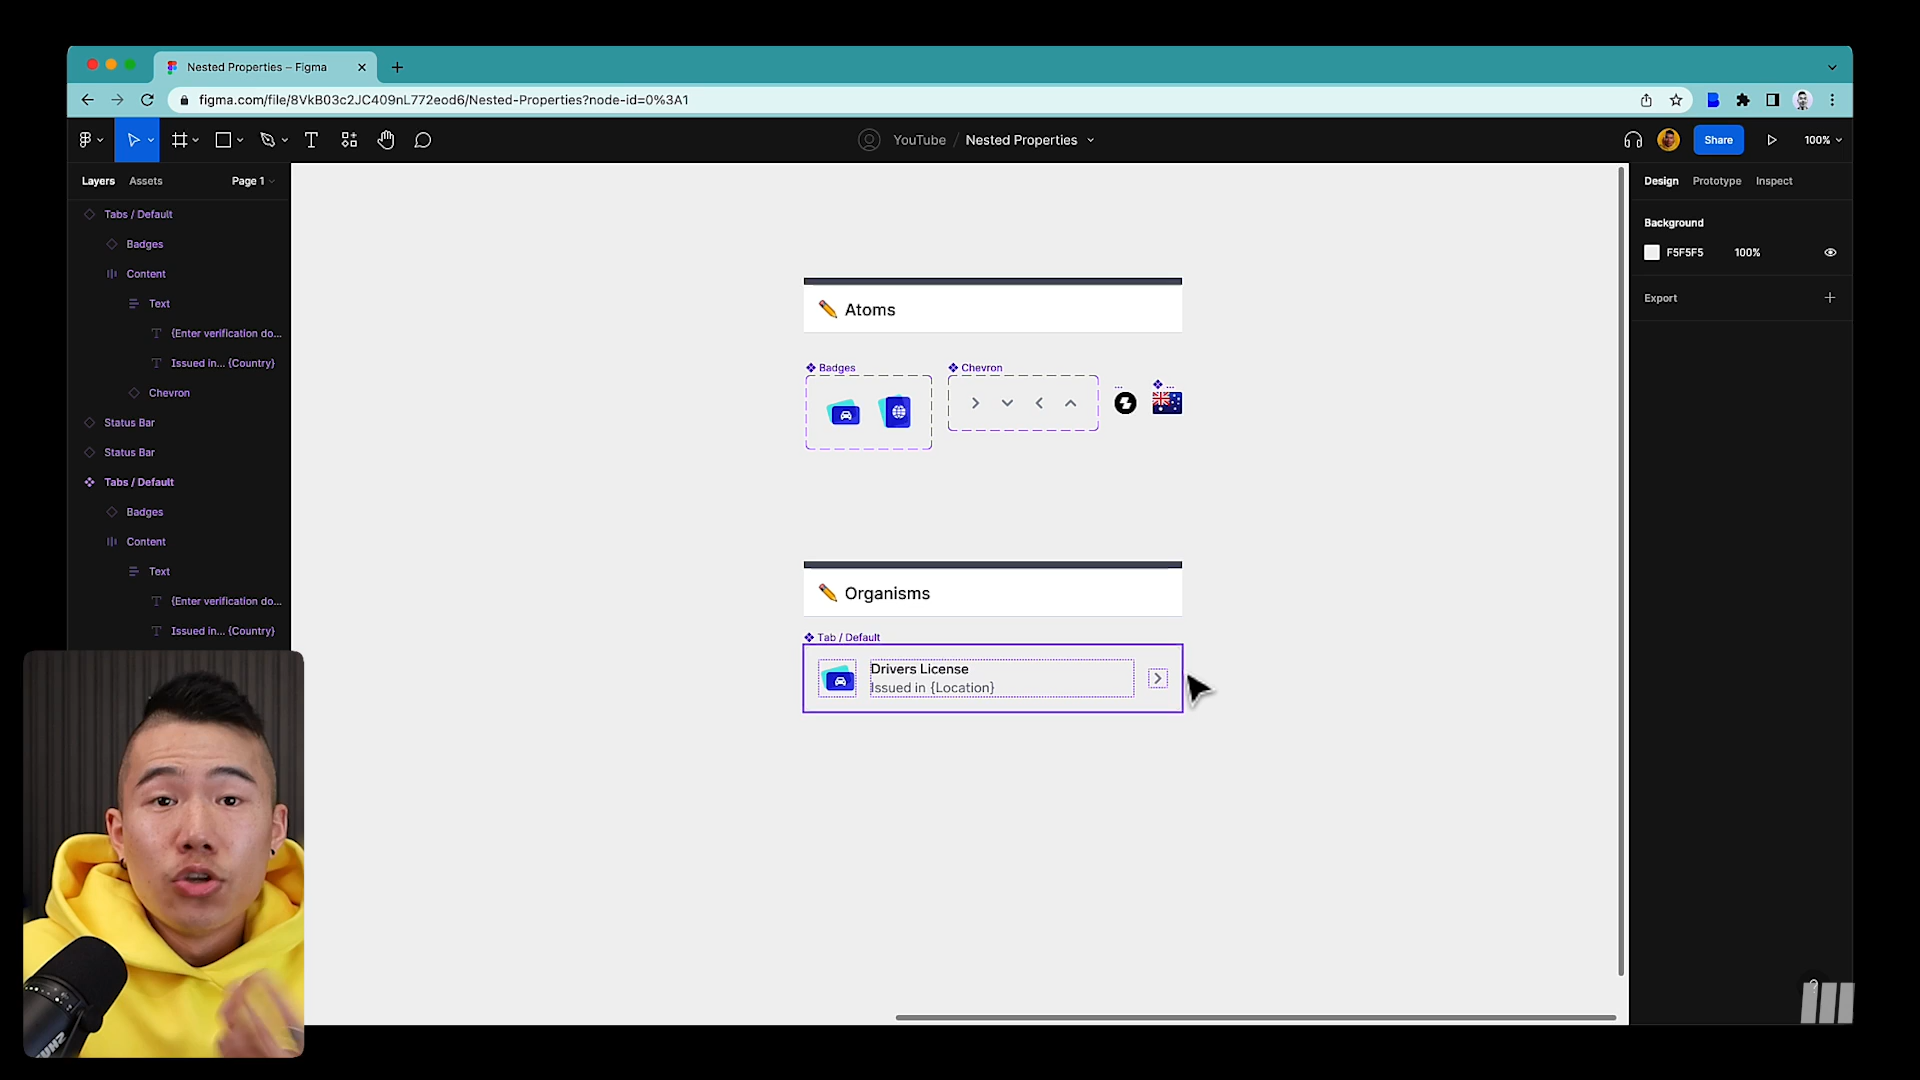 Nested Properties – Figma
figma.com/file/8VkB03c2JC409nL772eod6/Nested-Properties?node-id=0%3A1
YouTube / Nested Properties
Share
100%
Layers
Assets
Page 1
Design
Prototype
Inspect
Tabs / Default
Badges
Content
Text
{Enter verification do...
Issued in... {Country}
Chevron
Status Bar
Status Bar
Tabs / Default
Badges
Content
Text
{Enter verification do...
Issued in... {Country}
Background
F5F5F5
100%
Export
Atoms
Badges
Chevron
...
...
Organisms
Tab / Default
Drivers License
Issued in {Location}
?